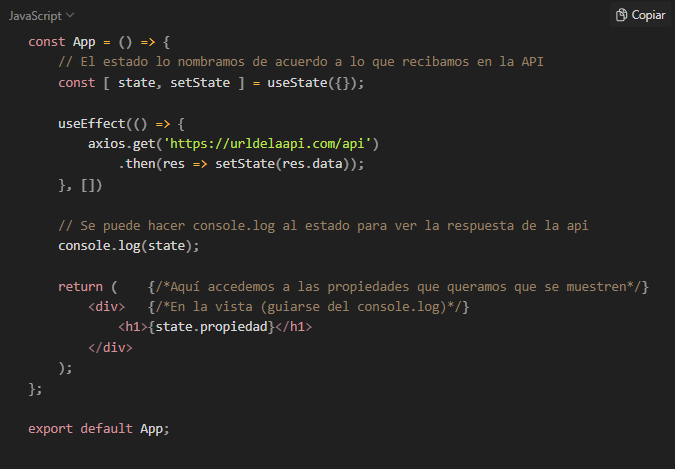 JavaScript
Copiar
const App = () => {
// El estado lo nombramos de acuerdo a lo que recibamos en la API
const [ state, setState ] = useState({});
useEffect(() => {
axios.get('https://urldelaapi.com/api')
.then(res => setState(res.data));
}, [])
// Se puede hacer console.log al estado para ver la respuesta de la api
console.log(state);
return (    {/*Aquí accedemos a las propiedades que queramos que se muestren*/}
<div>   {/*En la vista (guiarse del console.log)*/}
<h1>{state.propiedad}</h1>
</div>
);
};
export default App;